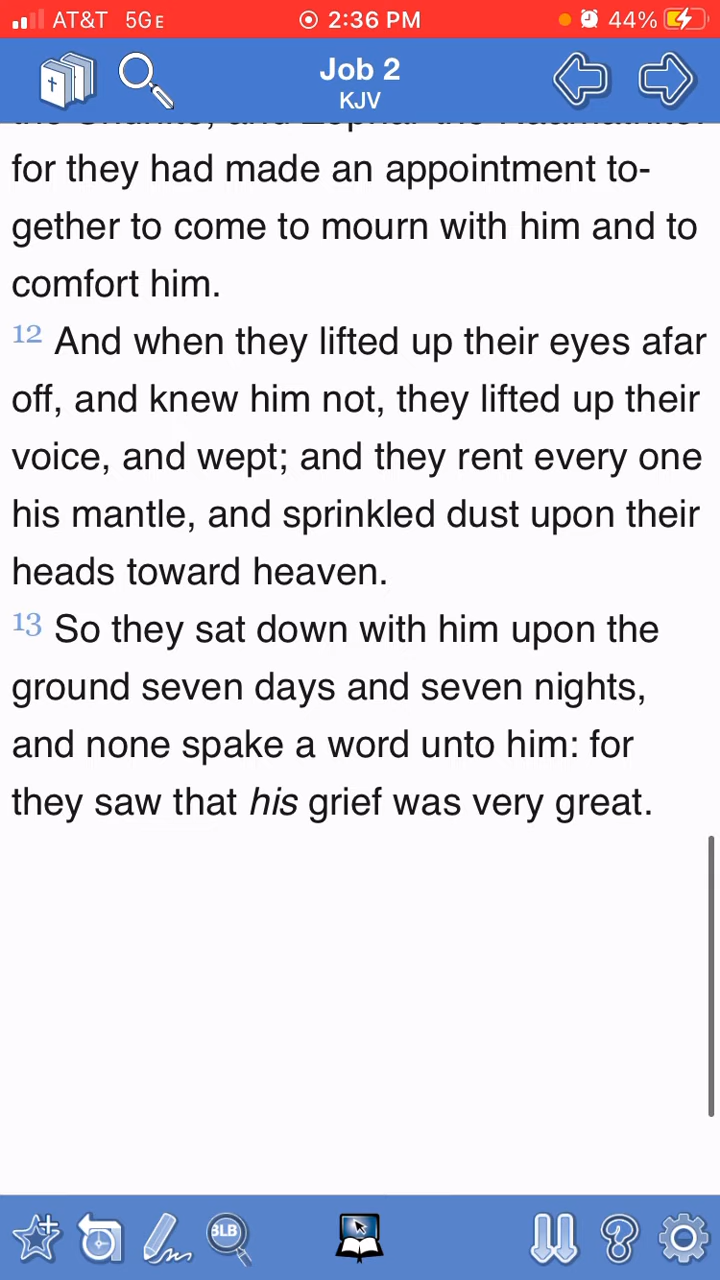 AT&T 5GE 2:36 PM 44%
Job 2
KJV
for they had made an appointment to-
gether to come to mourn with him and to
comfort him.
12 And when they lifted up their eyes afar
off, and knew him not, they lifted up their
voice, and wept; and they rent every one
his mantle, and sprinkled dust upon their
heads toward heaven.
13 So they sat down with him upon the
ground seven days and seven nights,
and none spake a word unto him: for
they saw that his grief was very great.
BLB